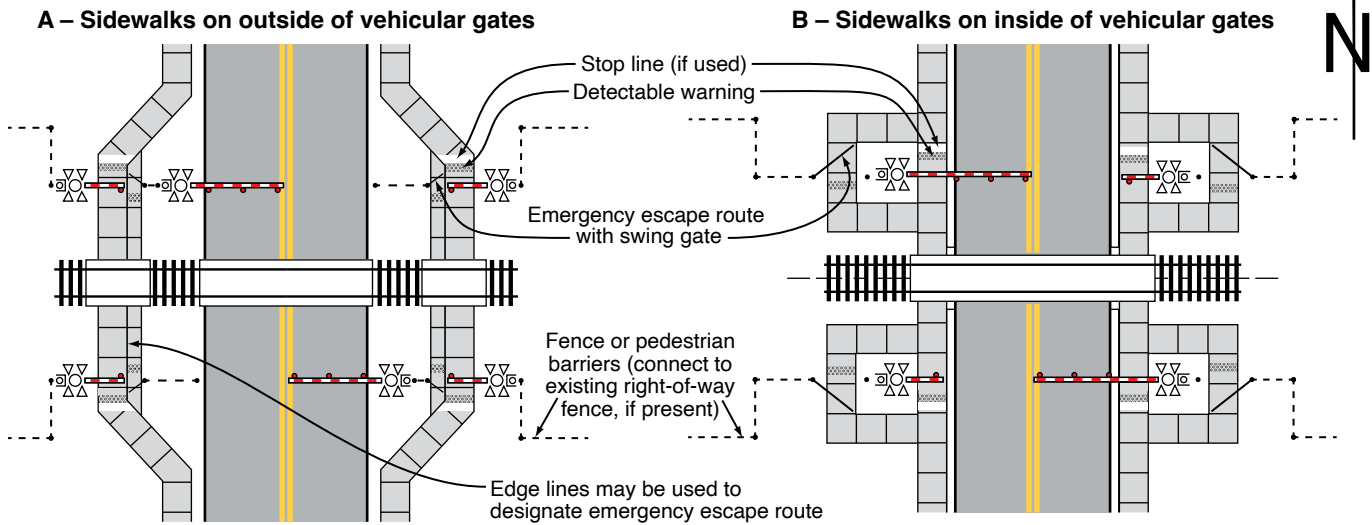 A – Sidewalks on outside of vehicular gates
B – Sidewalks on inside of vehicular gates
N
Stop line (if used)
Detectable warning
Emergency escape route
with swing gate
Fence or pedestrian
barriers (connect to
existing right-of-way
fence, if present)
Edge lines may be used to
designate emergency escape route